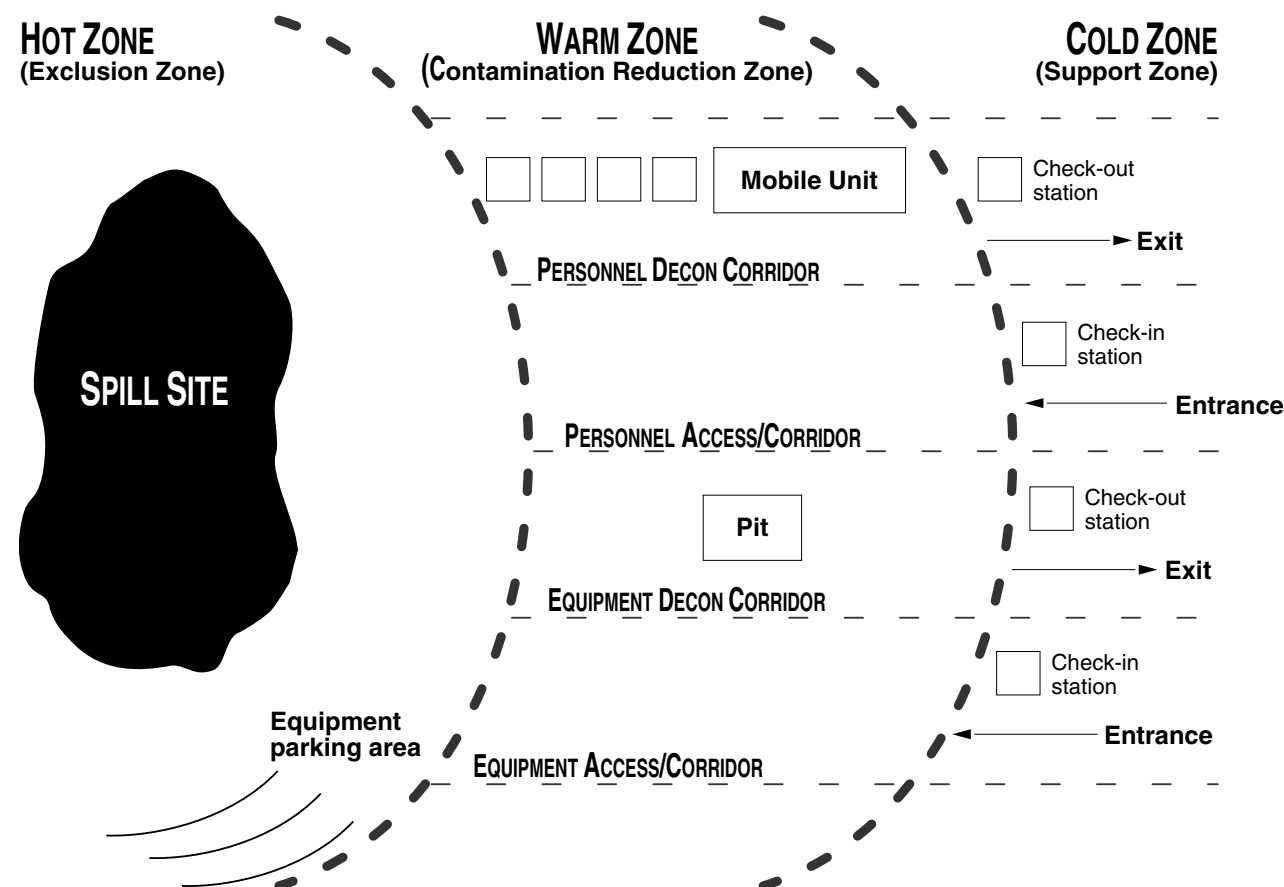 HOT ZONE
(Exclusion Zone)
WARM ZONE
(Contamination Reduction Zone)
COLD ZONE
(Support Zone)
Mobile Unit
Check-out
station
Exit
PERSONNEL DECON CORRIDOR
Check-in
station
SPILL SITE
Entrance
PERSONNEL ACCESS/CORRIDOR
Check-out
station
Pit
Exit
EQUIPMENT DECON CORRIDOR
Check-in
station
Equipment
parking area
Entrance
EQUIPMENT ACCESS/CORRIDOR